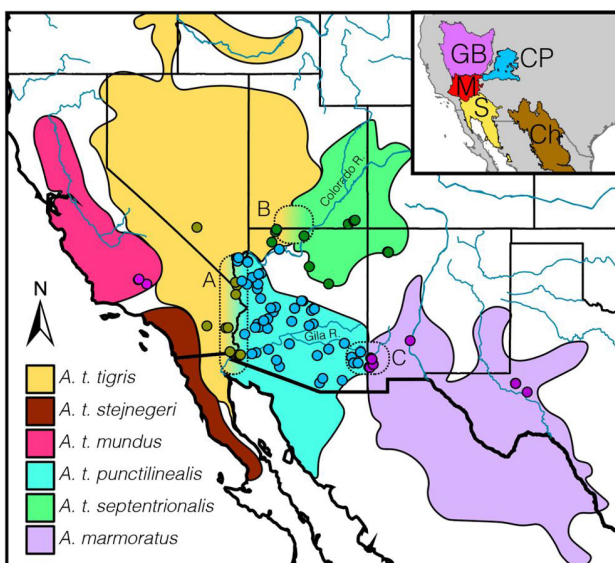 GB
CP
M
S
Ch
Colorado R.
B
A
Gila R.
C
N
A. t. tigris
A. t. stejnegeri
A. t. mundus
A. t. punctilinealis
A. t. septentrionalis
A. marmoratus